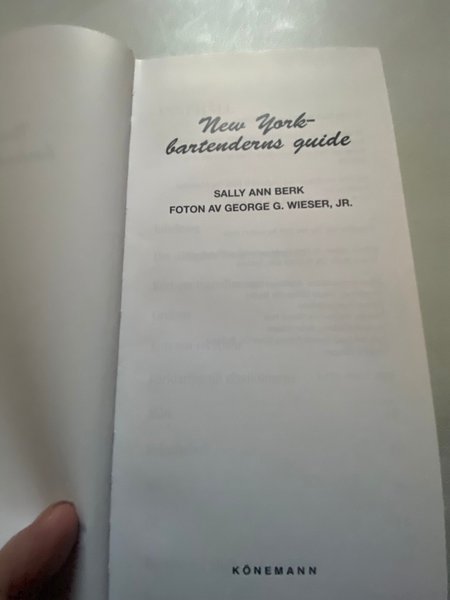 New York-
bartenderns guide
SALLY ANN BERK
FOTON AV GEORGE G. WIESER, JR.
KÖNEMANN